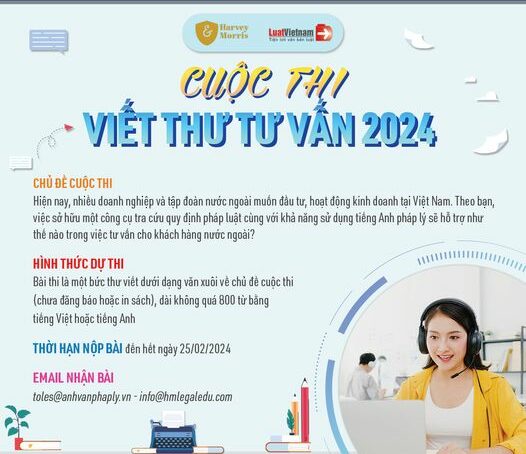 Harvey
Morris
LuatVietnam
Tiện ích văn bản luật
CUỘC THI
VIẾT THƯ TƯ VẤN 2024
CHỦ ĐỀ CUỘC THI
Hiện nay, nhiều doanh nghiệp và tập đoàn nước ngoài muốn đầu tư, hoạt động kinh doanh tại Việt Nam. Theo bạn,
việc sở hữu một công cụ tra cứu quy định pháp luật cùng với khả năng sử dụng tiếng Anh pháp lý sẽ hỗ trợ như
thế nào trong việc tư vấn cho khách hàng nước ngoài?
HÌNH THỨC DỰ THI
Bài thi là một bức thư viết dưới dạng văn xuôi về chủ đề cuộc thi
(chưa đăng báo hoặc in sách), dài không quá 800 từ bằng
tiếng Việt hoặc tiếng Anh
THỜI HẠN NỘP BÀI đến hết ngày 25/02/2024
EMAIL NHẬN BÀI
toles@anhvanphaply.vn - info@hmlegaledu.com